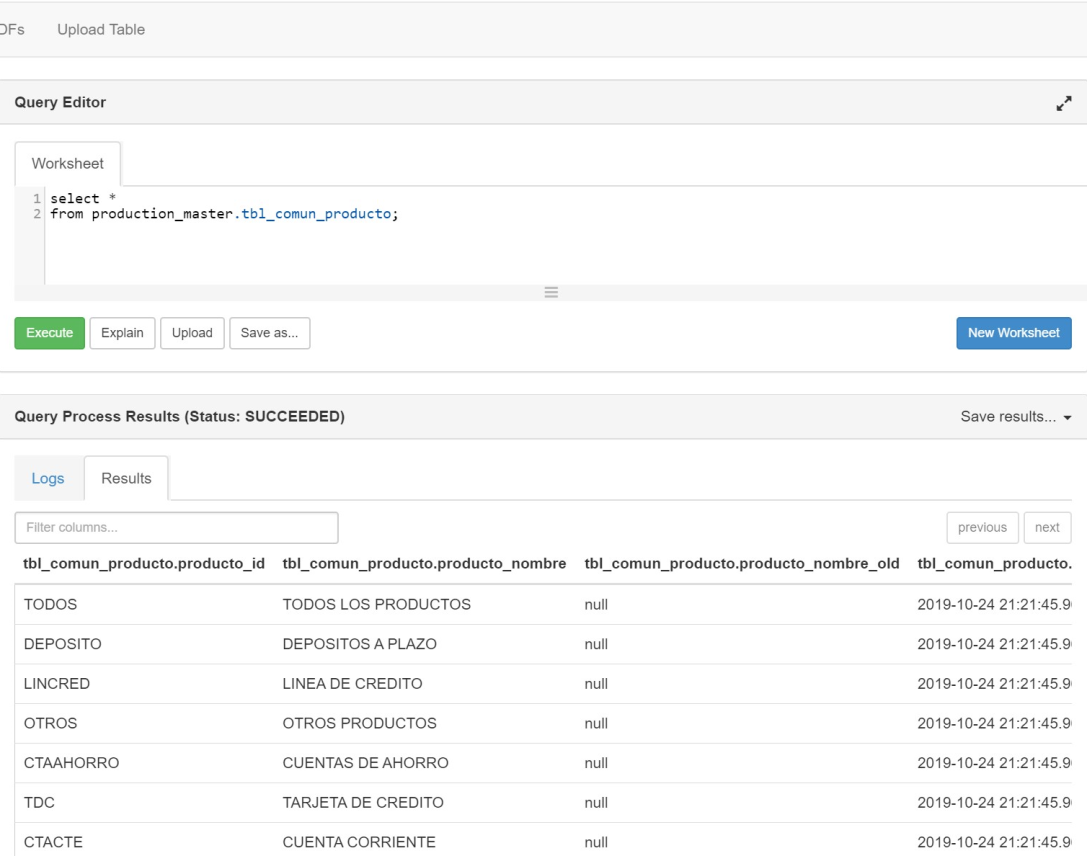 DFs Upload Table
Query Editor
Worksheet
1 select *
2 from production_master.tbl_comun_producto;
Execute Explain Upload Save as... New Worksheet
Query Process Results (Status: SUCCEEDED) Save results...
Logs Results
Filter columns... previous next
tbl_comun_producto.producto_id tbl_comun_producto.producto_nombre tbl_comun_producto.producto_nombre_old tbl_comun_producto.
TODOS TODOS LOS PRODUCTOS null 2019-10-24 21:21:45.9
DEPOSITO DEPOSITOS A PLAZO null 2019-10-24 21:21:45.9
LINCRED LINEA DE CREDITO null 2019-10-24 21:21:45.9
OTROS OTROS PRODUCTOS null 2019-10-24 21:21:45.9
CTAAHORRO CUENTAS DE AHORRO null 2019-10-24 21:21:45.9
TDC TARJETA DE CREDITO null 2019-10-24 21:21:45.9
CTACTE CUENTA CORRIENTE null 2019-10-24 21:21:45.9